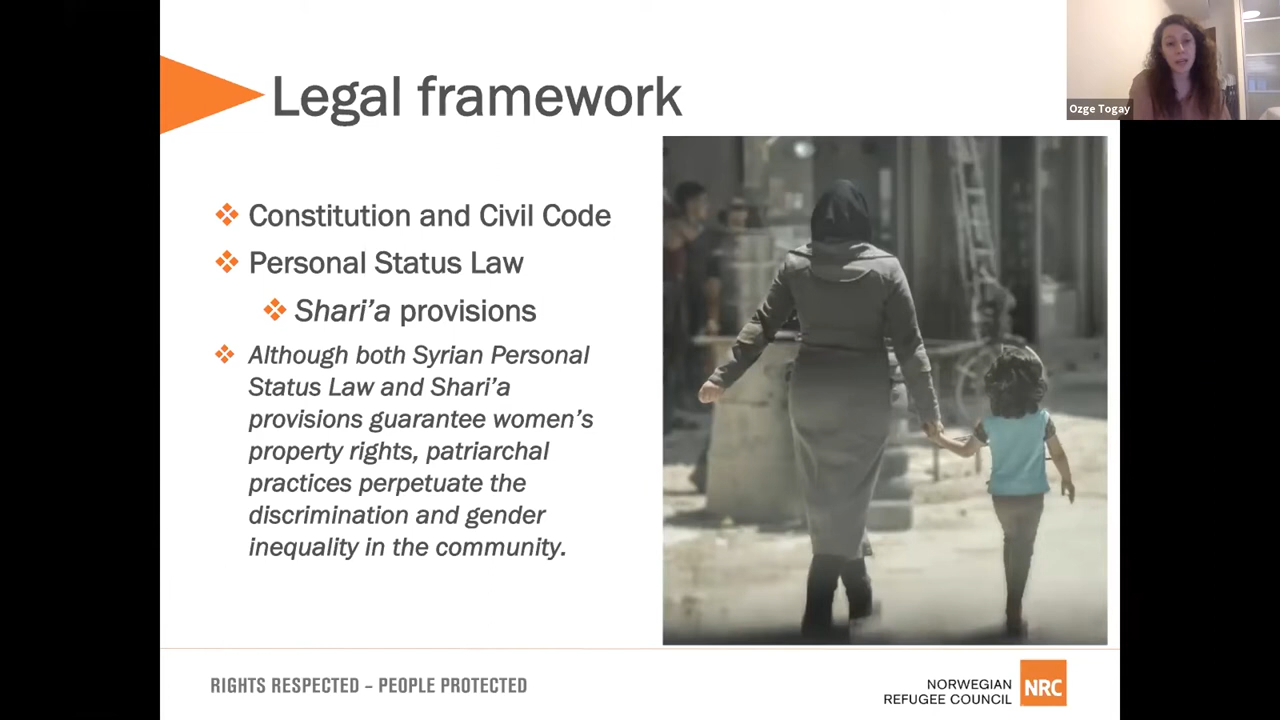 Legal framework
Constitution and Civil Code
Personal Status Law
Shari’a provisions
Although both Syrian Personal
Status Law and Shari’a
provisions guarantee women’s
property rights, patriarchal
practices perpetuate the
discrimination and gender
inequality in the community.
RIGHTS RESPECTED – PEOPLE PROTECTED
NORWEGIAN
REFUGEE COUNCIL
NRC
Ozge Togay